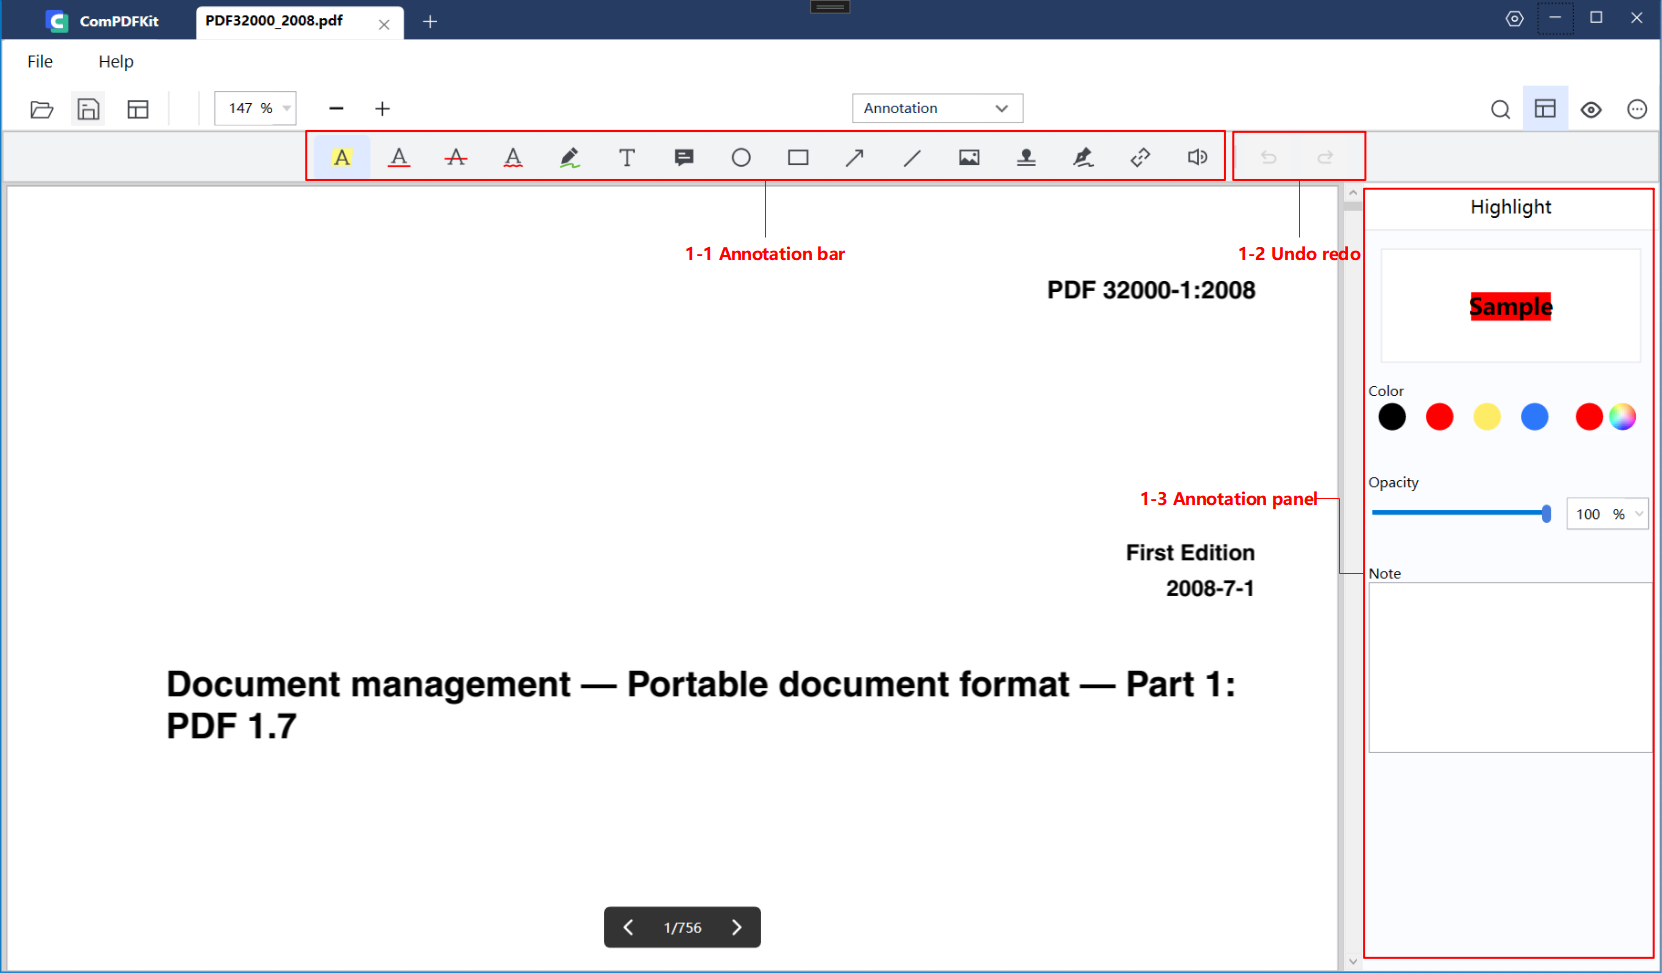 ComPDFKit
PDF32000_2008.pdf
File
Help
147 %
Annotation
A A A A T
1-1 Annotation bar
1-2 Undo redo
Highlight
PDF 32000-1:2008
Sample
Color
Opacity
1-3 Annotation panel
100 %
First Edition
Note
2008-7-1
Document management — Portable document format — Part 1:
PDF 1.7
1/756